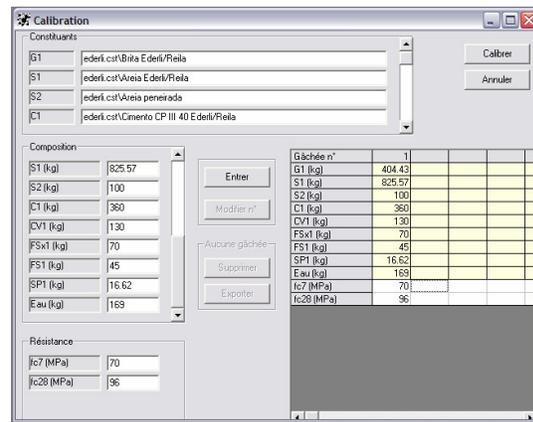 Calibration
Constituants
G1 ederli.cst\Brita Ederli/Reila
S1 ederli.cst\Areia Ederli/Reila
S2 ederli.cst\Areia peneirada
C1 ederli.cst\Cimento CP III 40 Ederli/Reila
Calibrer
Annuler
Composition
S1 (kg) 825.57
S2 (kg) 100
C1 (kg) 360
CV1 (kg) 130
FSx1 (kg) 70
FS1 (kg) 45
SP1 (kg) 16.62
Eau (kg) 169
Entrer
Modifier n°
Aucune gâchée
Supprimer
Exporter
Résistance
fc7 (MPa) 70
fc28 (MPa) 96
Gâchée n° 1
G1 (kg) 404.43
S1 (kg) 825.57
S2 (kg) 100
C1 (kg) 360
CV1 (kg) 130
FSx1 (kg) 70
FS1 (kg) 45
SP1 (kg) 16.62
Eau (kg) 169
fc7 (MPa) 70
fc28 (MPa) 96